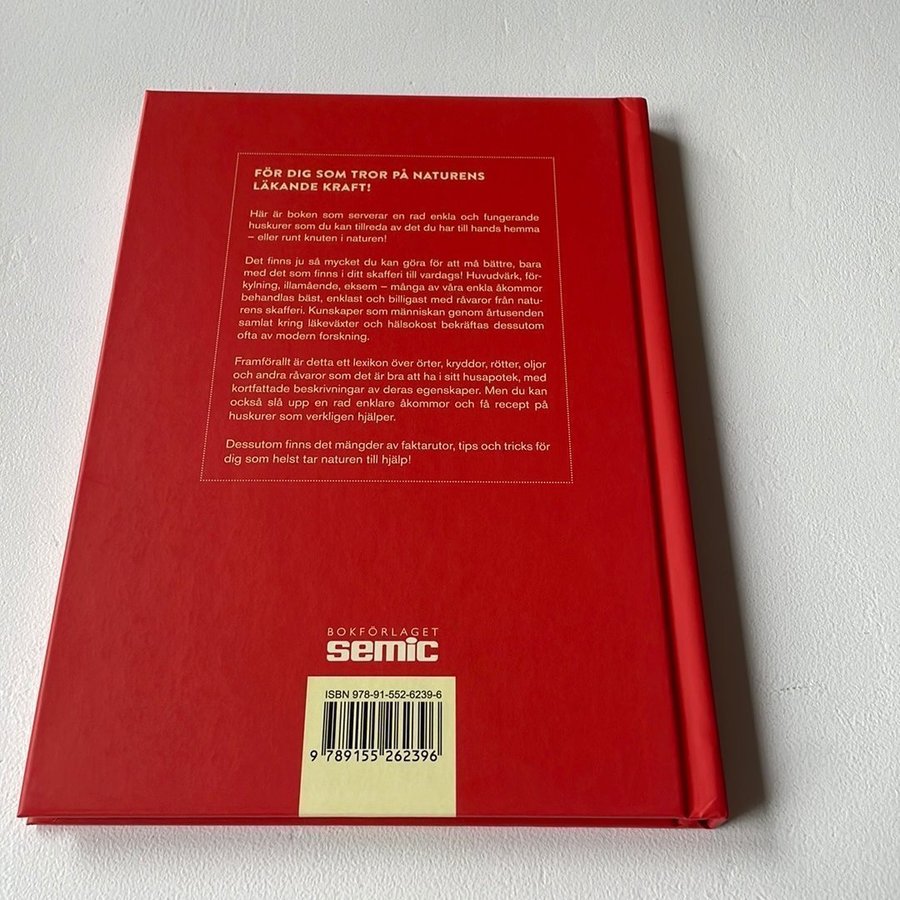 FÖR DIG SOM TROR PÅ NATURENS
LÄKANDE KRAFT!
Här är boken som serverar en rad enkla och fungerande
huskurer som du kan tillreda av det du har till hands hemma
– eller runt knuten i naturen!
Det finns ju så mycket du kan göra för att må bättre, bara
med det som finns i ditt skafferi till vardags! Huvudvärk, för-
kylning, illamående, eksem – många av våra enkla åkommor
behandlas bäst, enklast och billigast med råvaror från natu-
rens skafferi. Kunskaper som människan genom årtusenden
samlat kring läkeväxter och hälsokost bekräftas dessutom
ofta av modern forskning.
Framförallt är detta ett lexikon över örter, kryddor, rötter, oljor
och andra råvaror som det är bra att ha i sitt husapotek, med
kortfattade beskrivningar av deras egenskaper. Men du kan
också slå upp en rad enklare åkommor och få recept på
huskurer som verkligen hjälper.
Dessutom finns det mängder av faktarutor, tips och tricks för
dig som helst tar naturen till hjälp!
BOKFÖRLAGET
semic
ISBN 978-91-552-6239-6
9 789155 262396